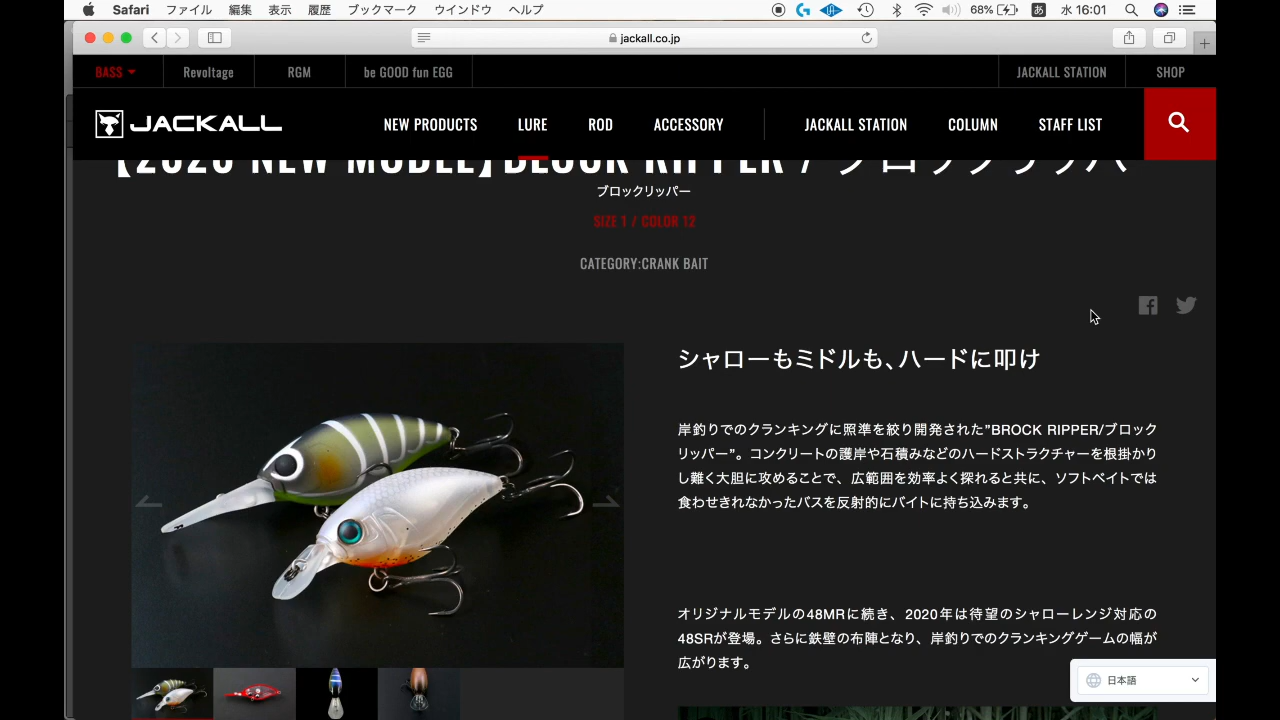 Safari ファイル 編集 表示 履歴 ブックマーク ウインドウ ヘルプ 68% あ 水 16:01
jackall.co.jp
BASS Revoltage RGM be GOOD fun EGG JACKALL STATION SHOP
JACKALL NEW PRODUCTS LURE ROD ACCESSORY JACKALL STATION COLUMN STAFF LIST
【2020 NEW MODEL】BLOCK RIPPER / ブロックリッパー
ブロックリッパー
SIZE 1 / COLOR 12
CATEGORY:CRANK BAIT
シャローもミドルも、ハードに叩け
岸釣りでのクランキングに照準を絞り開発された"BROCK RIPPER/ブロック
リッパー"。コンクリートの護岸や石積みなどのハードストラクチャーを根掛かり
し難く大胆に攻めることで、広範囲を効率よく探れると共に、ソフトベイトでは
食わせきれなかったバスを反射的にバイトに持ち込みます。
オリジナルモデルの48MRに続き、2020年は待望のシャローレンジ対応の
48SRが登場。さらに鉄壁の布陣となり、岸釣りでのクランキングゲームの幅が
広がります。
日本語